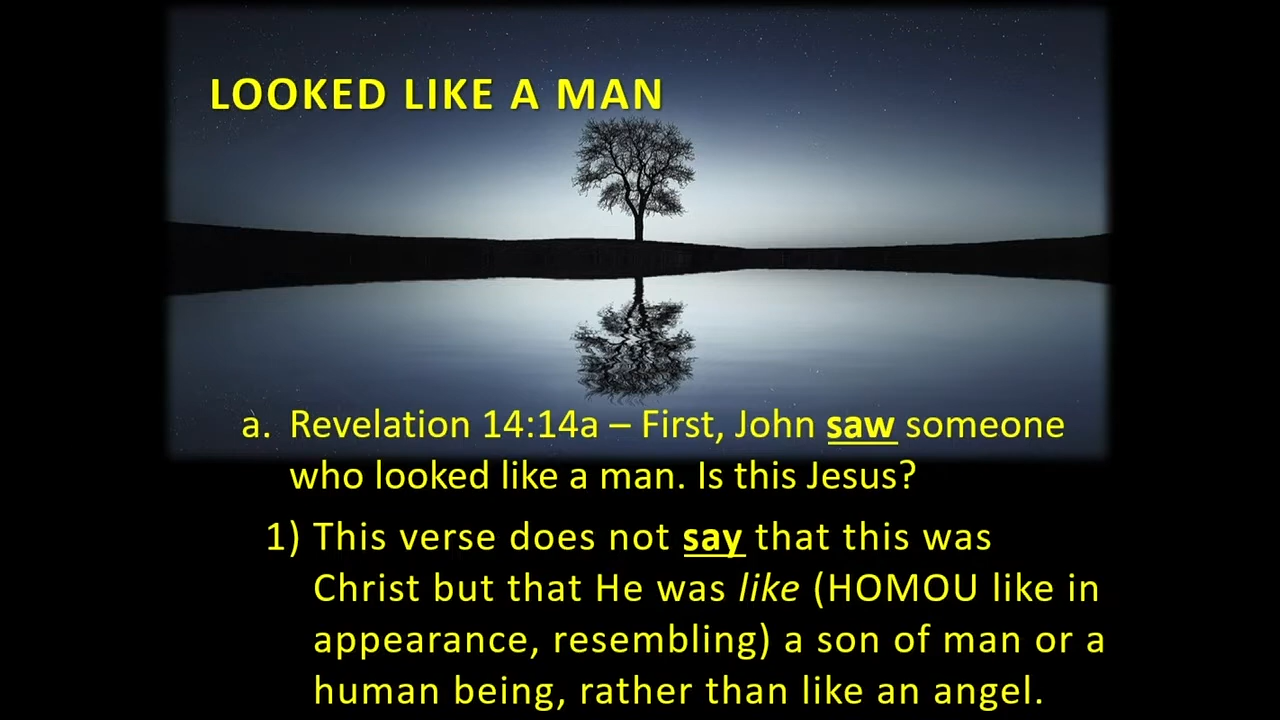 LOOKED LIKE A MAN
a. Revelation 14:14a – First, John saw someone
who looked like a man. Is this Jesus?
1) This verse does not say that this was
Christ but that He was like (HOMOU like in
appearance, resembling) a son of man or a
human being, rather than like an angel.